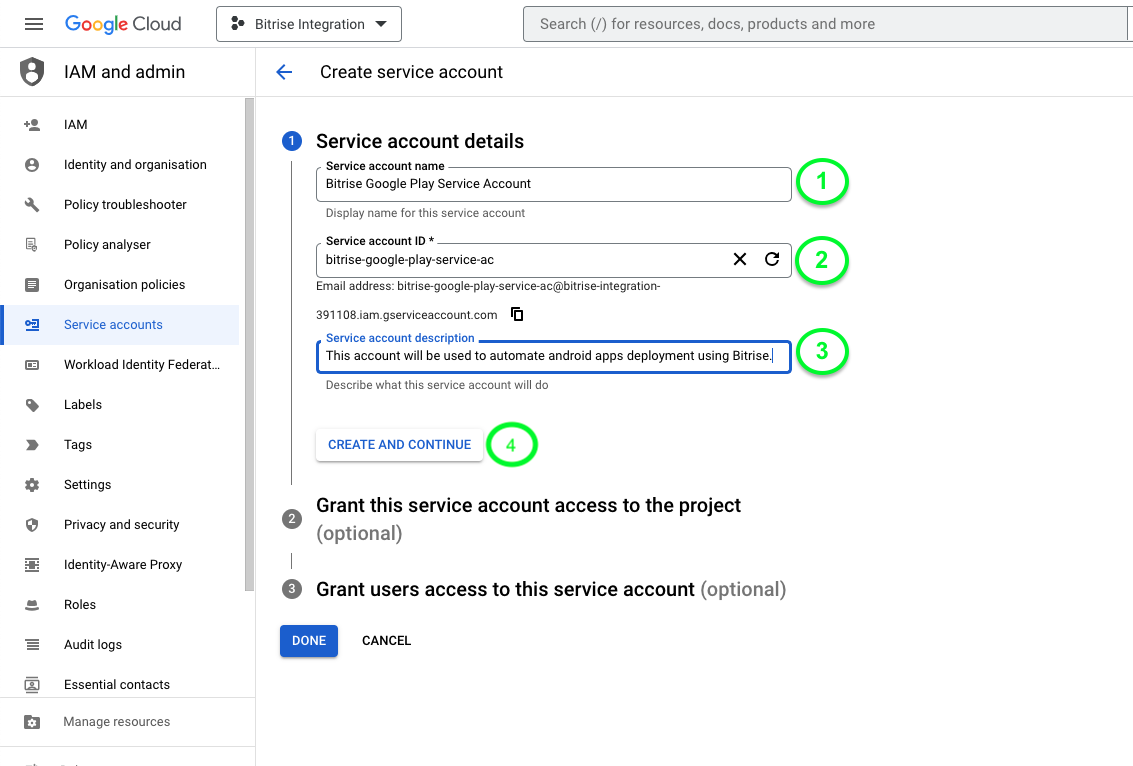 Google Cloud
Bitrise Integration
Search (/) for resources, docs, products and more
IAM and admin
Create service account
IAM
Identity and organisation
Policy troubleshooter
Policy analyser
Organisation policies
Service accounts
Workload Identity Federat...
Labels
Tags
Settings
Privacy and security
Identity-Aware Proxy
Roles
Audit logs
Essential contacts
Manage resources
1 Service account details
Service account name
Bitrise Google Play Service Account
1
Display name for this service account
Service account ID *
bitrise-google-play-service-ac
2
Email address: bitrise-google-play-service-ac@bitrise-integration-
391108.iam.gserviceaccount.com
Service account description
This account will be used to automate android apps deployment using Bitrise.
3
Describe what this service account will do
CREATE AND CONTINUE
4
2 Grant this service account access to the project
(optional)
3 Grant users access to this service account (optional)
DONE
CANCEL